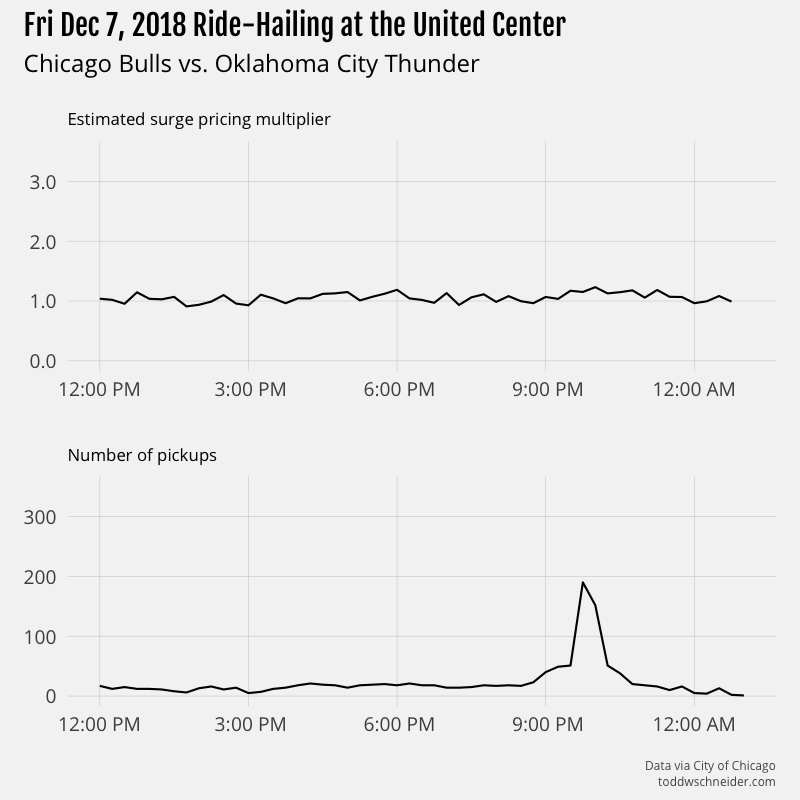 Fri Dec 7, 2018 Ride-Hailing at the United Center
Chicago Bulls vs. Oklahoma City Thunder
Estimated surge pricing multiplier
3.0
2.0
1.0
0.0
12:00 PM 3:00 PM 6:00 PM 9:00 PM 12:00 AM
Number of pickups
300
200
100
0
12:00 PM 3:00 PM 6:00 PM 9:00 PM 12:00 AM
Data via City of Chicago
toddwschneider.com